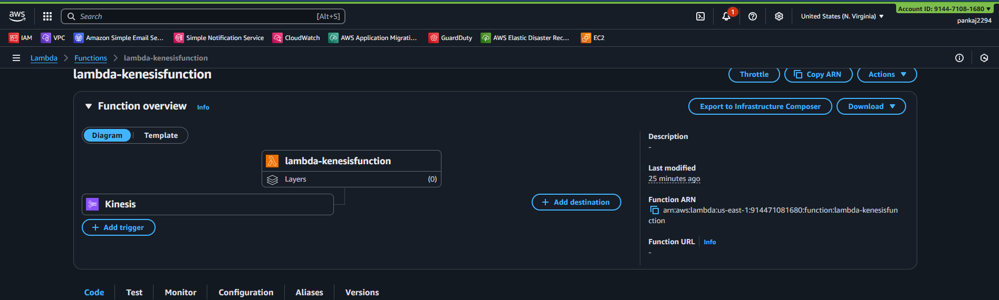 aws
Search [Alt+S]
1
United States (N. Virginia)
Account ID: 9144-7108-1680
pankaj2294
IAM VPC Amazon Simple Email Se... Simple Notification Service CloudWatch AWS Application Migrati... GuardDuty AWS Elastic Disaster Rec... EC2
Lambda Functions lambda-kenesisfunction
lambda-kenesisfunction
Throttle Copy ARN Actions
Function overview Info
Export to Infrastructure Composer Download
Diagram Template
lambda-kenesisfunction
Layers (0)
Kinesis
+ Add trigger
+ Add destination
Description
-
Last modified
25 minutes ago
Function ARN
arn:aws:lambda:us-east-1:914471081680:function:lambda-kenesisfun
ction
Function URL Info
-
Code Test Monitor Configuration Aliases Versions